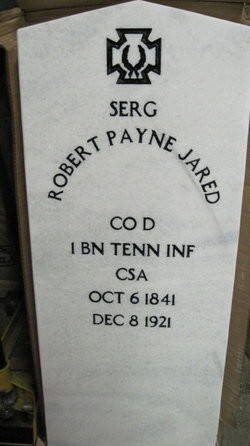 SERG
ROBERT PAYNE JARED
CO D
1 BN TENN INF
CSA
OCT 6 1841
DEC 8 1921